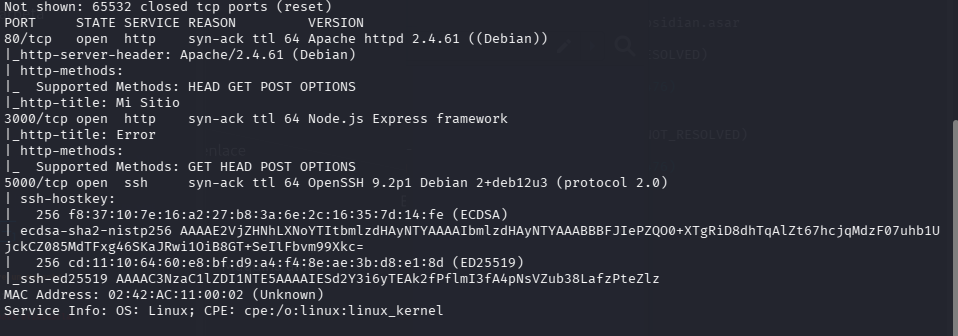 Not shown: 65532 closed tcp ports (reset)
PORT     STATE SERVICE REASON         VERSION
80/tcp   open  http    syn-ack ttl 64 Apache httpd 2.4.61 ((Debian))
|_http-server-header: Apache/2.4.61 (Debian)
| http-methods:
|_  Supported Methods: HEAD GET POST OPTIONS
|_http-title: Mi Sitio
3000/tcp open  http    syn-ack ttl 64 Node.js Express framework
|_http-title: Error
| http-methods:
|_  Supported Methods: GET HEAD POST OPTIONS
5000/tcp open  ssh     syn-ack ttl 64 OpenSSH 9.2p1 Debian 2+deb12u3 (protocol 2.0)
| ssh-hostkey:
|   256 f8:37:10:7e:16:a2:27:b8:3a:6e:2c:16:35:7d:14:fe (ECDSA)
| ecdsa-sha2-nistp256 AAAAE2VjZHNhLXNoYTItbmlzdHAyNTYAAAAIbmlzdHAyNTYAAABBBFJIePZQO0+XTgRiD8dhTqAlZt67hcjqMdzF07uhb1U
jckCZ085MdTFxg46SKaJRwi1OiB8GT+SeIlFbvm99Xkc=
|   256 cd:11:10:64:60:e8:bf:d9:a4:f4:8e:ae:3b:d8:e1:8d (ED25519)
|_ssh-ed25519 AAAAC3NzaC1lZDI1NTE5AAAAIESd2Y3i6yTEAk2fPflmI3fA4pNsVZub38LafzPteZlz
MAC Address: 02:42:AC:11:00:02 (Unknown)
Service Info: OS: Linux; CPE: cpe:/o:linux:linux_kernel